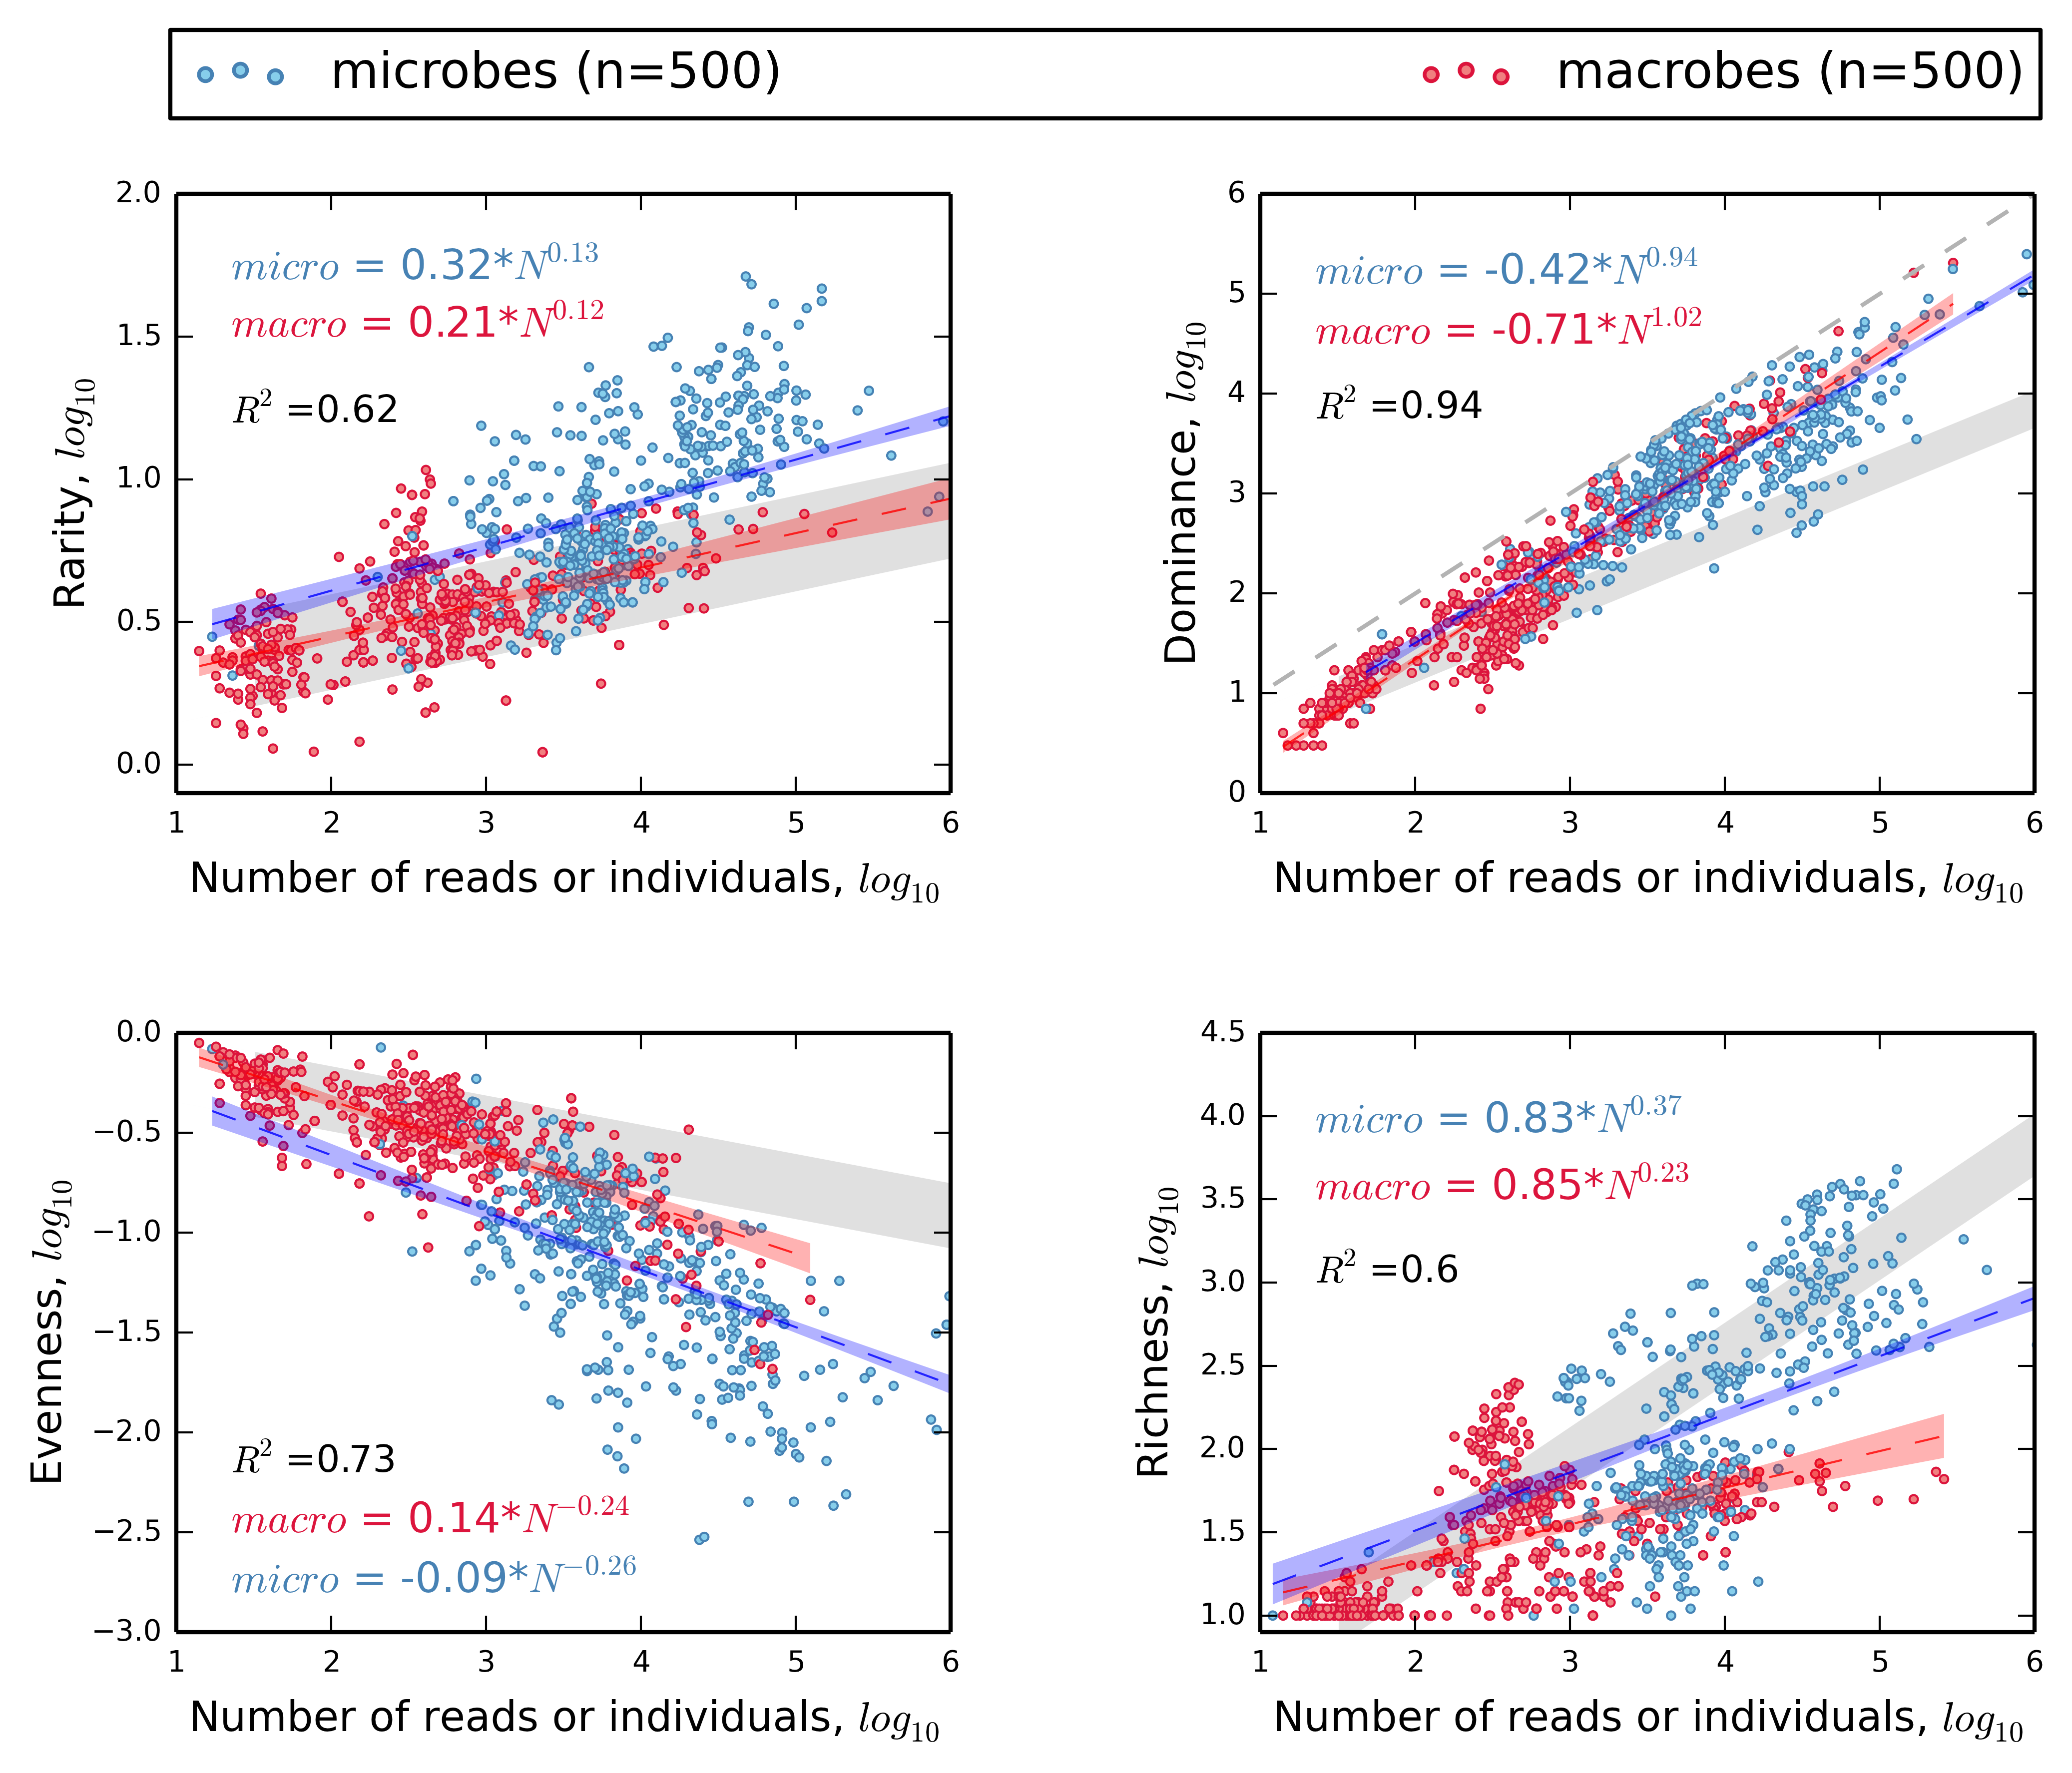 microbes (n=500) macrobes (n=500)
2.0
1.5
1.0
0.5
0.0
Rarity, log10
micro = 0.32*N^0.13
macro = 0.21*N^0.12
R^2 =0.62
1 2 3 4 5 6
Number of reads or individuals, log10
6
5
4
3
2
1
0
Dominance, log10
micro = -0.42*N^0.94
macro = -0.71*N^1.02
R^2 =0.94
1 2 3 4 5 6
Number of reads or individuals, log10
0.0
−0.5
−1.0
−1.5
−2.0
−2.5
−3.0
Evenness, log10
R^2 =0.73
macro = 0.14*N^−0.24
micro = -0.09*N^−0.26
1 2 3 4 5 6
Number of reads or individuals, log10
4.5
4.0
3.5
3.0
2.5
2.0
1.5
1.0
Richness, log10
micro = 0.83*N^0.37
macro = 0.85*N^0.23
R^2 =0.6
1 2 3 4 5 6
Number of reads or individuals, log10